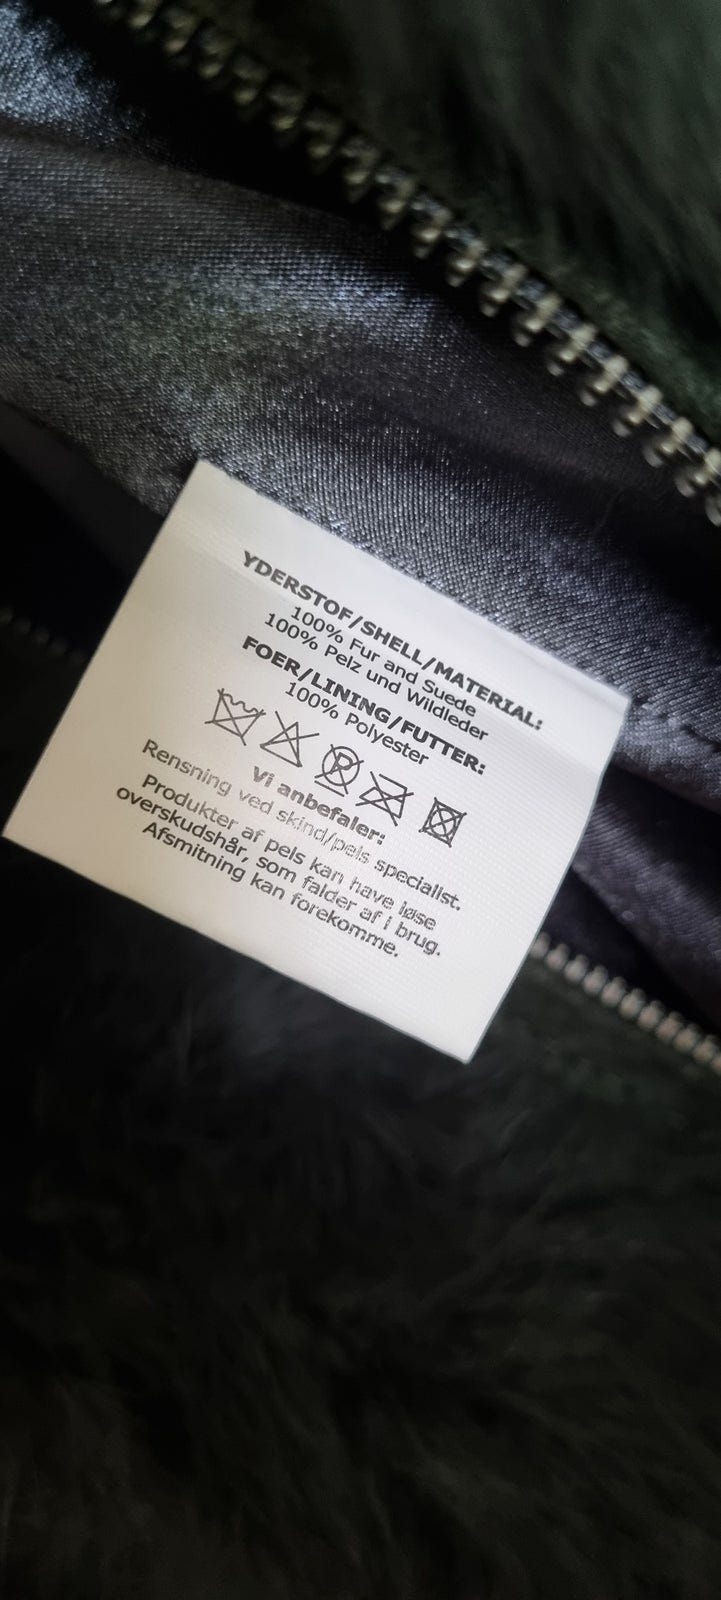 YDERSTOF/SHELL/MATERIAL:
100% Fur and Suede
100% Pelz und Wildleder
FOER/LINING/FUTTER:
100% Polyester
P
Vi anbefaler:
Rensning ved skind/pels specialist.
Produkter af pels kan have løse
overskudshår, som falder af i brug.
Afsmitning kan forekomme.